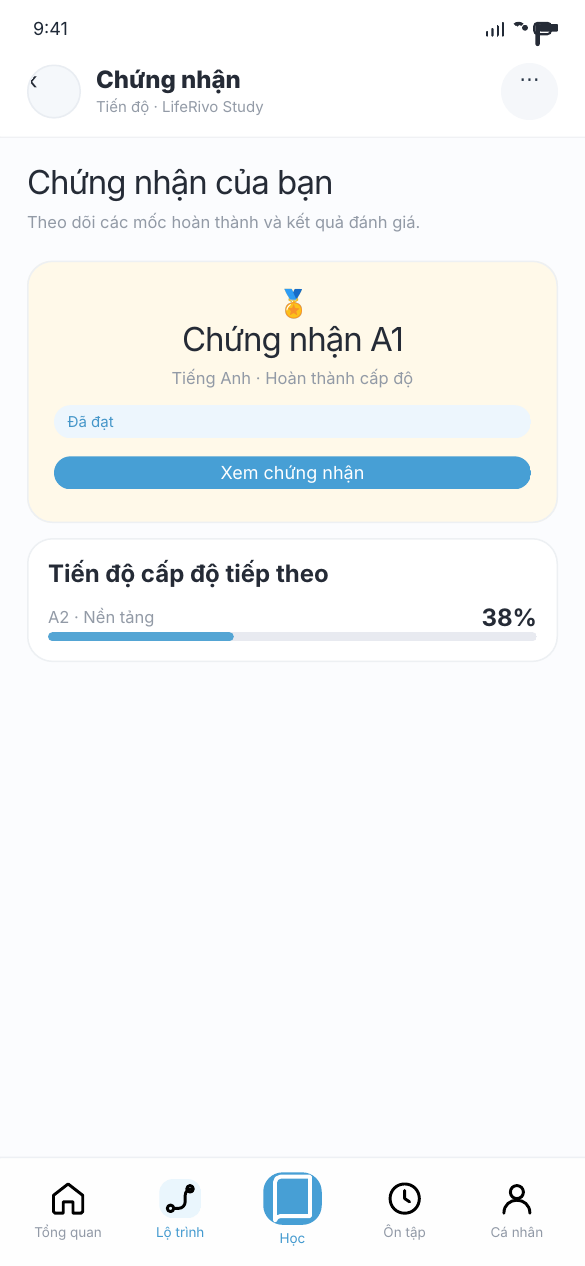 9:41
Chứng nhận
Tiến độ · LifeRivo Study
Chứng nhận của bạn
Theo dõi các mốc hoàn thành và kết quả đánh giá.
Chứng nhận A1
Tiếng Anh · Hoàn thành cấp độ
Đã đạt
Xem chứng nhận
Tiến độ cấp độ tiếp theo
A2 · Nền tảng 38%
Tổng quan Lộ trình Học Ôn tập Cá nhân